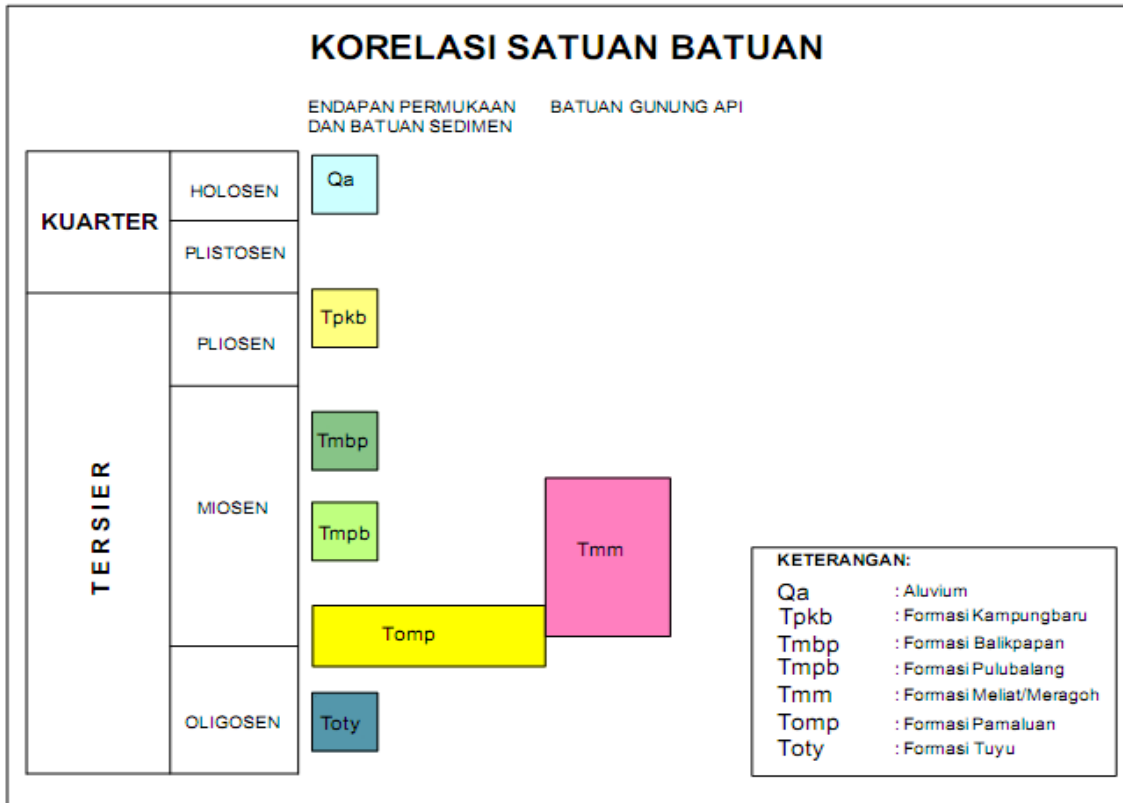 KORELASI SATUAN BATUAN
ENDAPAN PERMUKAAN
DAN BATUAN SEDIMEN
BATUAN GUNUNG API
KUARTER
HOLOSEN
PLISTOSEN
TERSIER
PLIOSEN
MIOSEN
OLIGOSEN
Qa
Tpkb
Tmbp
Tmpb
Tmm
Tomp
Toty
KETERANGAN:
Qa : Aluvium
Tpkb : Formasi Kampungbaru
Tmbp : Formasi Balikpapan
Tmpb : Formasi Pulubalang
Tmm : Formasi Meliat/Meragoh
Tomp : Formasi Pamaluan
Toty : Formasi Tuyu